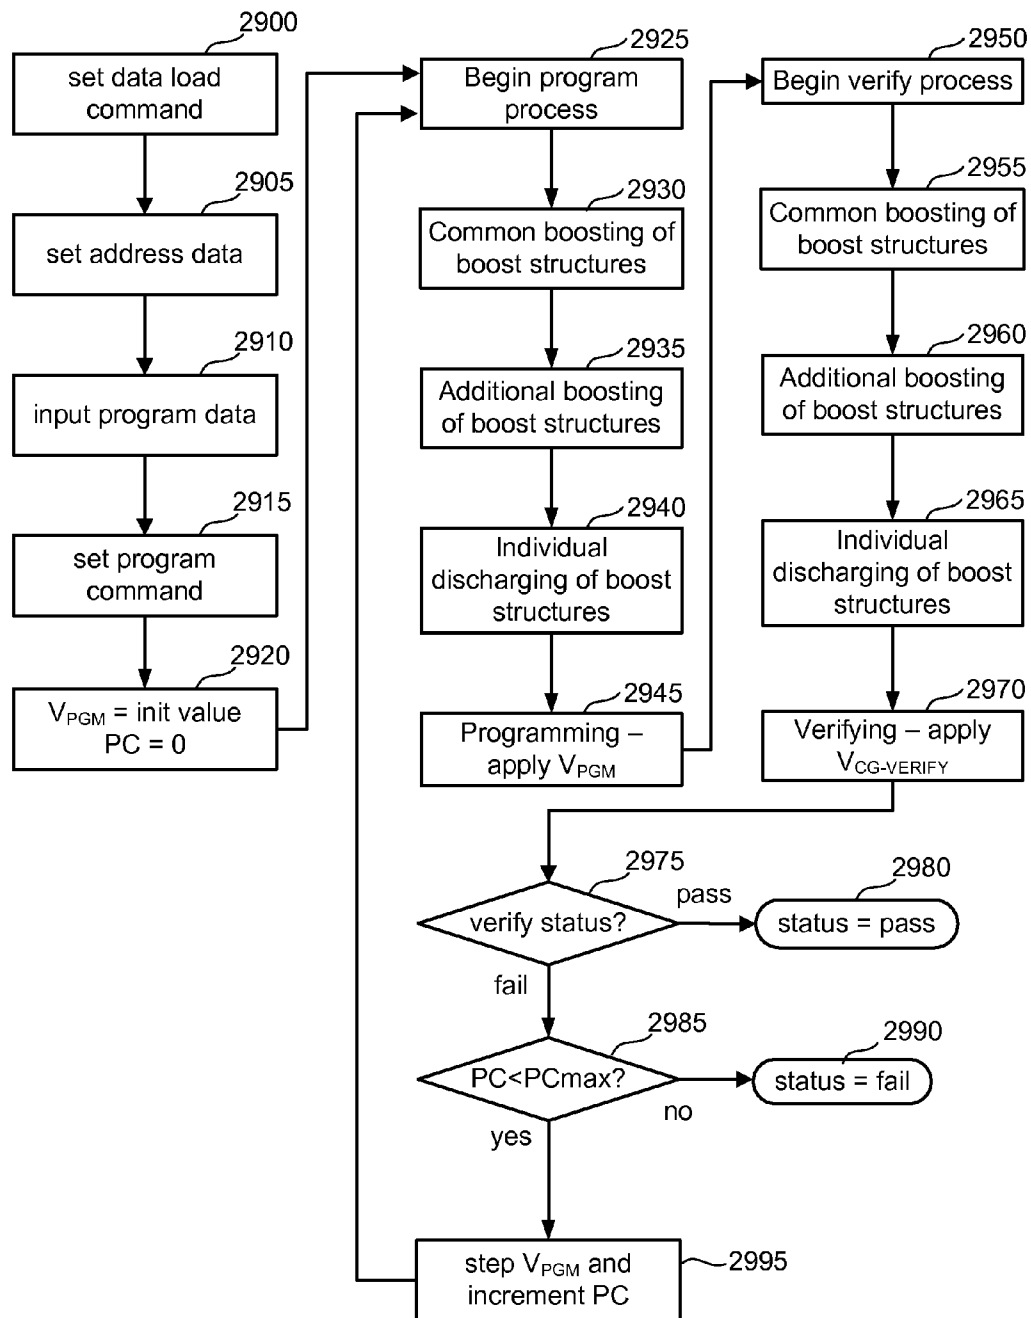 2900
set data load
command
2905
set address data
2910
input program data
2915
set program
command
2920
VPGM = init value
PC = 0
2925
Begin program
process
2930
Common boosting of
boost structures
2935
Additional boosting
of boost structures
2940
Individual
discharging of boost
structures
2945
Programming –
apply VPGM
2950
Begin verify process
2955
Common boosting of
boost structures
2960
Additional boosting
of boost structures
2965
Individual
discharging of boost
structures
2970
Verifying – apply
VCG-VERIFY
2975
verify status?
pass
2980
status = pass
fail
2985
PC<PCmax?
no
2990
status = fail
yes
step VPGM and
increment PC
2995